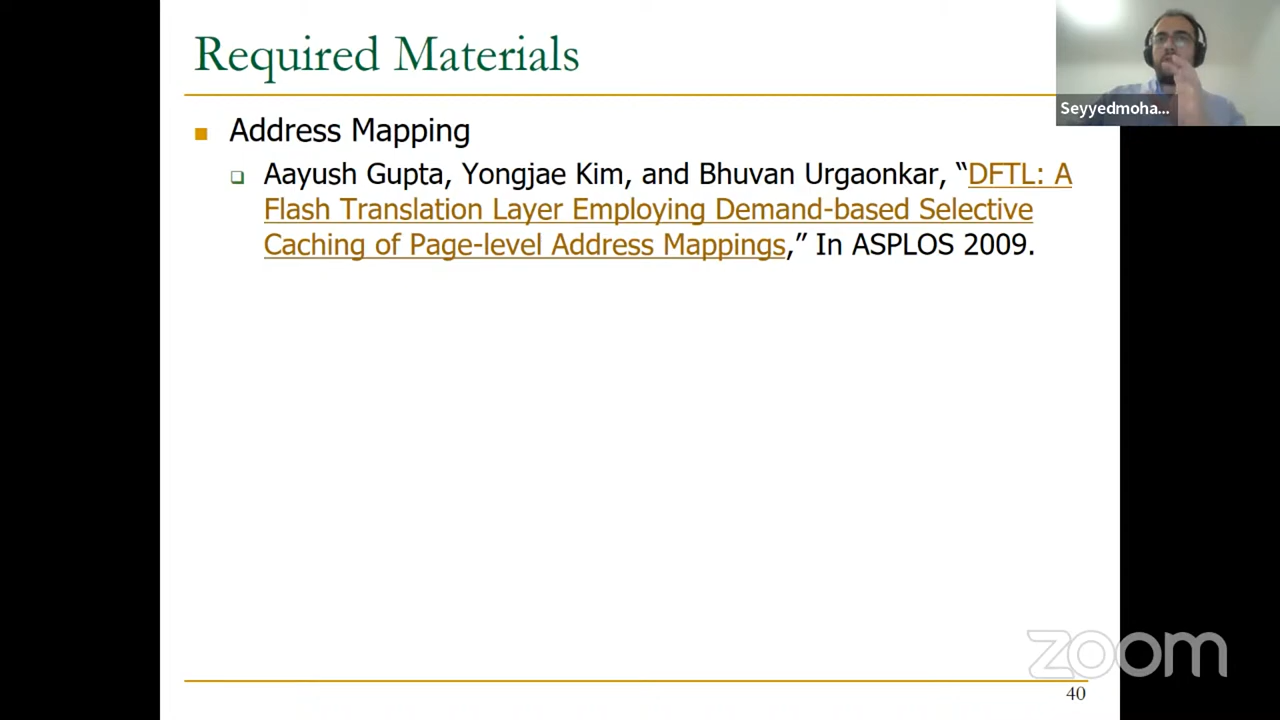 Required Materials
Seyyedmoha...
■ Address Mapping
❑ Aayush Gupta, Yongjae Kim, and Bhuvan Urgaonkar, “DFTL: A
Flash Translation Layer Employing Demand-based Selective
Caching of Page-level Address Mappings,” In ASPLOS 2009.
zoom
40